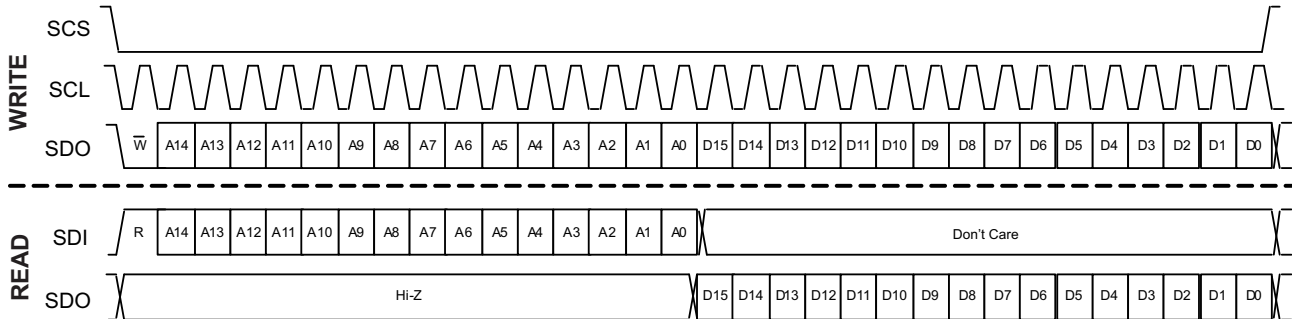 WRITE
SCS
SCL
SDO W̅ A14 A13 A12 A11 A10 A9 A8 A7 A6 A5 A4 A3 A2 A1 A0 D15 D14 D13 D12 D11 D10 D9 D8 D7 D6 D5 D4 D3 D2 D1 D0
READ
SDI R A14 A13 A12 A11 A10 A9 A8 A7 A6 A5 A4 A3 A2 A1 A0 Don't Care
SDO Hi-Z D15 D14 D13 D12 D11 D10 D9 D8 D7 D6 D5 D4 D3 D2 D1 D0